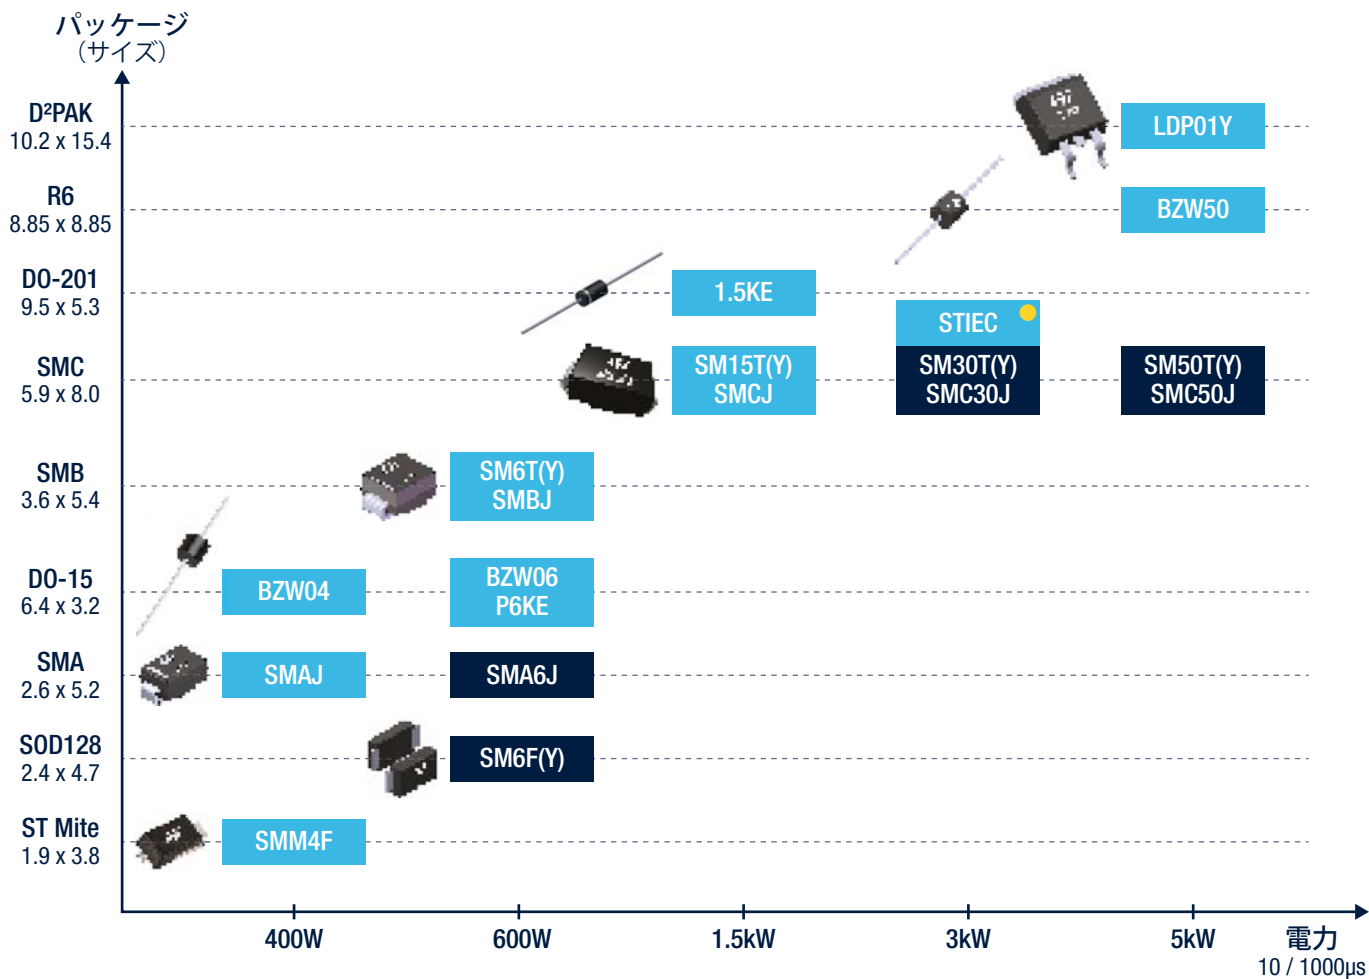 パッケージ
（サイズ）
D²PAK
10.2 x 15.4
LDP01Y
R6
8.85 x 8.85
BZW50
DO-201
9.5 x 5.3
1.5KE
STIEC
SMC
5.9 x 8.0
SM15T(Y)
SMCJ
SM30T(Y)
SMC30J
SM50T(Y)
SMC50J
SMB
3.6 x 5.4
SM6T(Y)
SMBJ
DO-15
6.4 x 3.2
BZW04
BZW06
P6KE
SMA
2.6 x 5.2
SMAJ
SMA6J
SOD128
2.4 x 4.7
SM6F(Y)
ST Mite
1.9 x 3.8
SMM4F
400W
600W
1.5kW
3kW
5kW
電力
10 / 1000µs